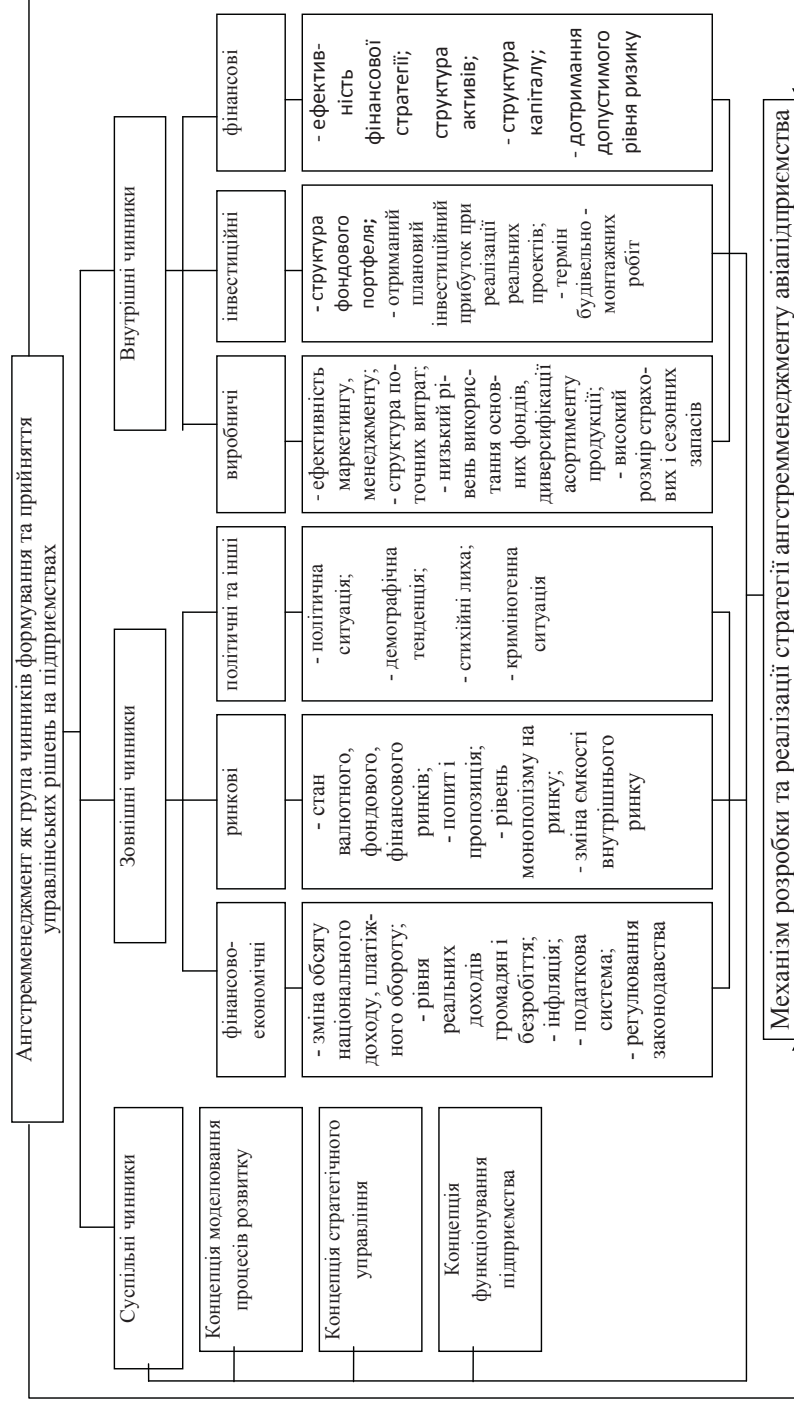 Ангстремменеджмент як група чинників формування та прийняття
управлінських рішень на підприємствах
Суспільні чинники
Концепція моделювання
процесів розвитку
Концепція стратегічного
управління
Концепція
функціонування
підприємства
Зовнішні чинники
фінансово-
економічні
- зміна обсягу
національного
доходу, платіж-
ного обороту;
- рівня
реальних
доходів
громадян і
безробіття;
- інфляція;
- податкова
система;
- регулювання
законодавства
ринкові
- стан
валютного,
фондового,
фінансового
ринків;
- попит і
пропозиція;
- рівень
монополізму на
ринку;
- зміна ємкості
внутрішнього
ринку
політичні та інші
- політична
ситуація;
- демографічна
тенденція;
- стихійні лиха;
- криміногенна
ситуація
Внутрішні чинники
виробничі
- ефективність
маркетингу,
менеджменту;
- структура по-
точних витрат;
- низький рі-
вень викорис-
тання основ-
них фондів,
диверсифікації
асортименту
продукції;
- високий
розмір страхо-
вих і сезонних
запасів
інвестиційні
- структура
фондового
портфеля;
- отриманий
плановий
інвестиційний
прибуток при
реалізації
реальних
проектів;
- термін
будівельно -
монтажних
робіт
фінансові
- ефектив-
ність
фінансової
стратегії;
структура
активів;
- структура
капіталу;
- дотримання
допустимого
рівня ризику
Механізм розробки та реалізації стратегії ангстремменеджменту авіапідприємства